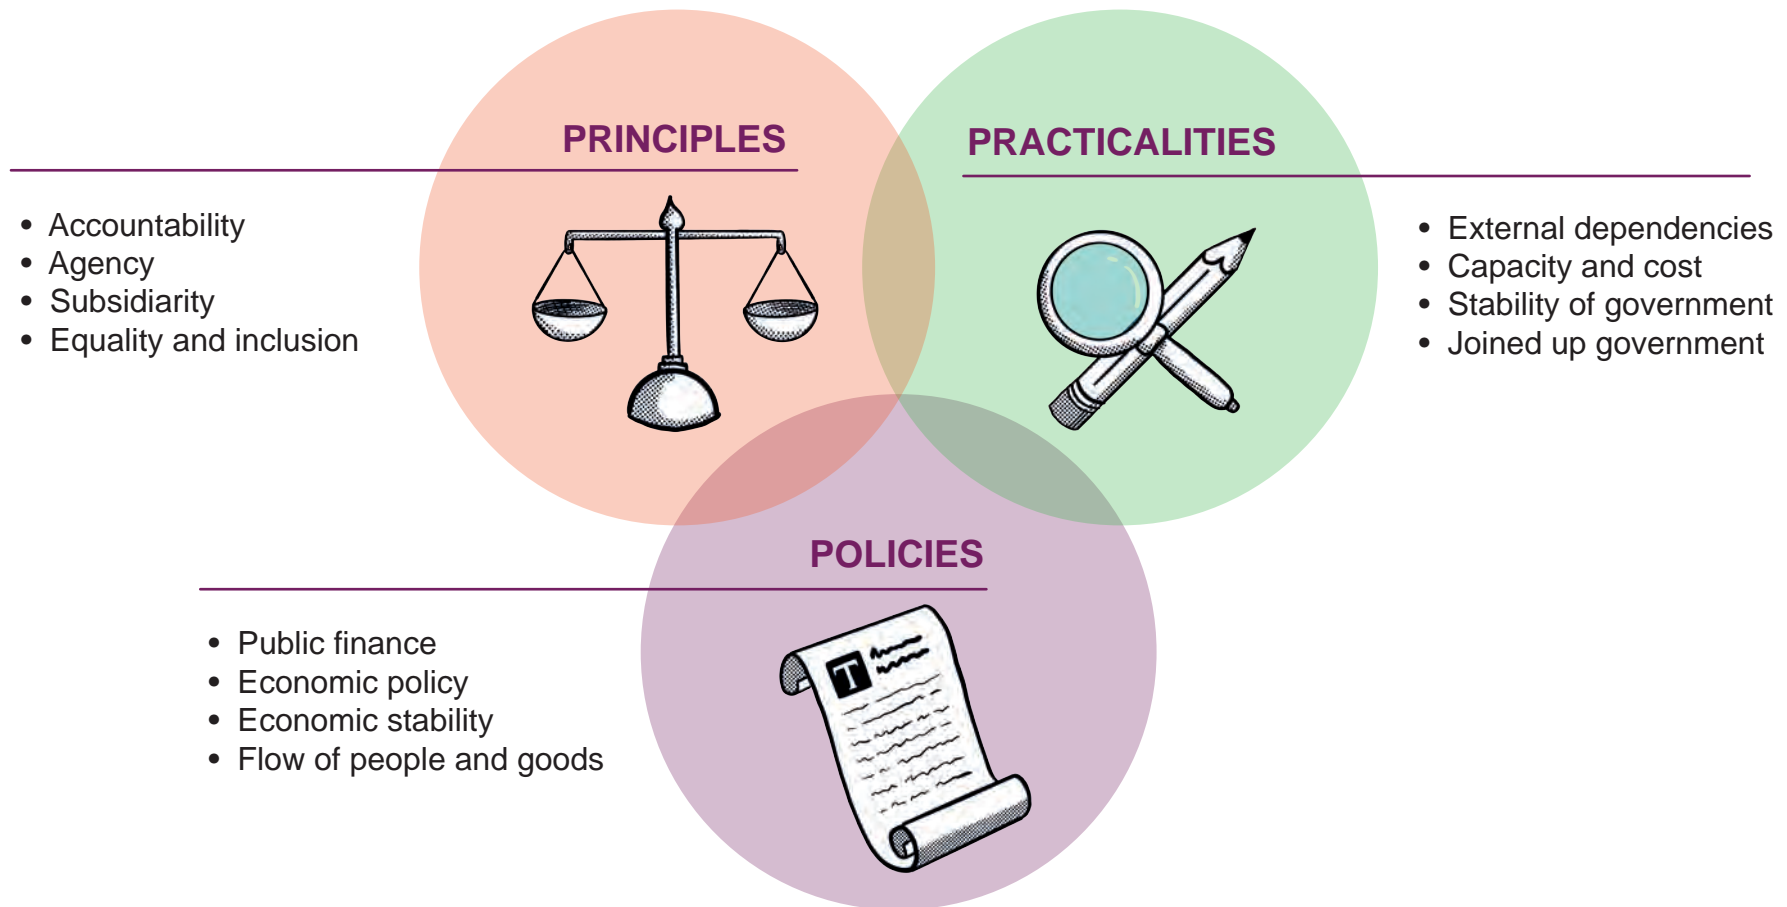 PRINCIPLES
• Accountability
• Agency
• Subsidiarity
• Equality and inclusion
PRACTICALITIES
• External dependencies
• Capacity and cost
• Stability of government
• Joined up government
POLICIES
• Public finance
• Economic policy
• Economic stability
• Flow of people and goods
T